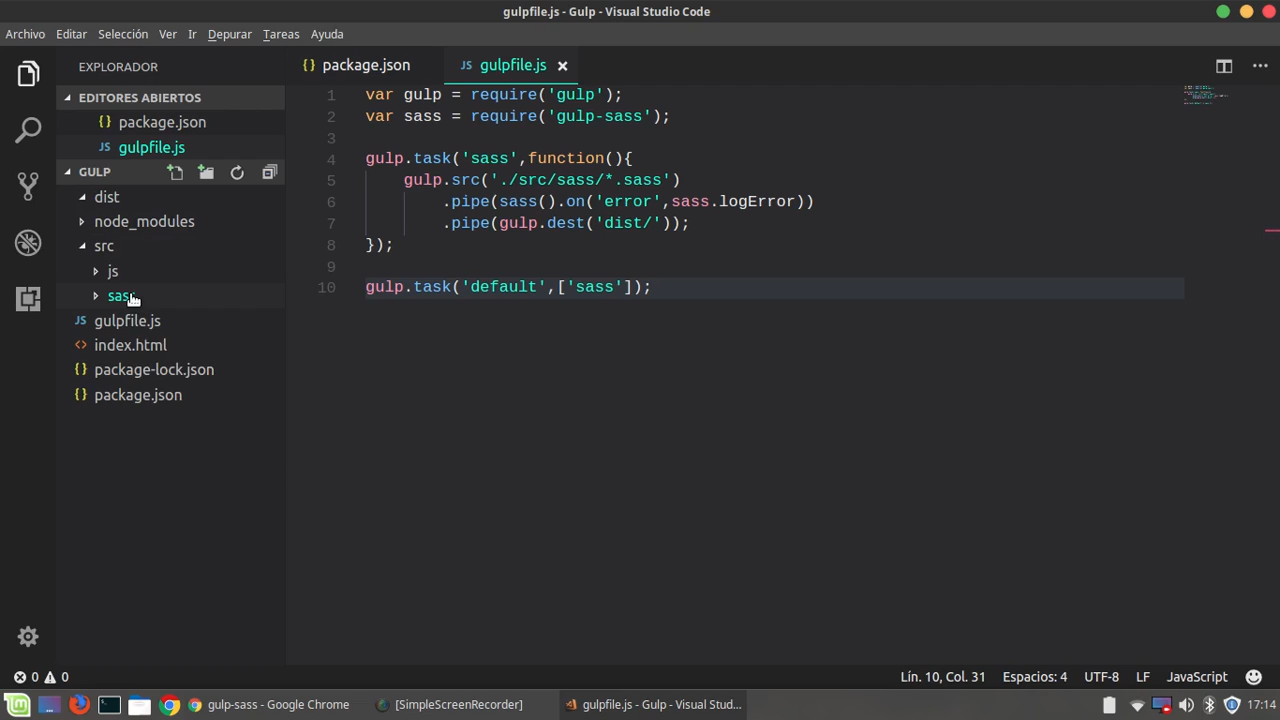 gulpfile.js - Gulp - Visual Studio Code
Archivo Editar Selección Ver Ir Depurar Tareas Ayuda
EXPLORADOR
EDITORES ABIERTOS
{} package.json
JS gulpfile.js
GULP
dist
node_modules
src
js
sass
JS gulpfile.js
<> index.html
{} package-lock.json
{} package.json
{} package.json JS gulpfile.js ×
1 var gulp = require('gulp');
2 var sass = require('gulp-sass');
3
4 gulp.task('sass',function(){
5 gulp.src('./src/sass/*.sass')
6 .pipe(sass().on('error',sass.logError))
7 .pipe(gulp.dest('dist/'));
8 });
9
10 gulp.task('default',['sass']);
0 0 Lín. 10, Col. 31 Espacios: 4 UTF-8 LF JavaScript
gulp-sass - Google Chrome [SimpleScreenRecorder] gulpfile.js - Gulp - Visual Stud... 17:14